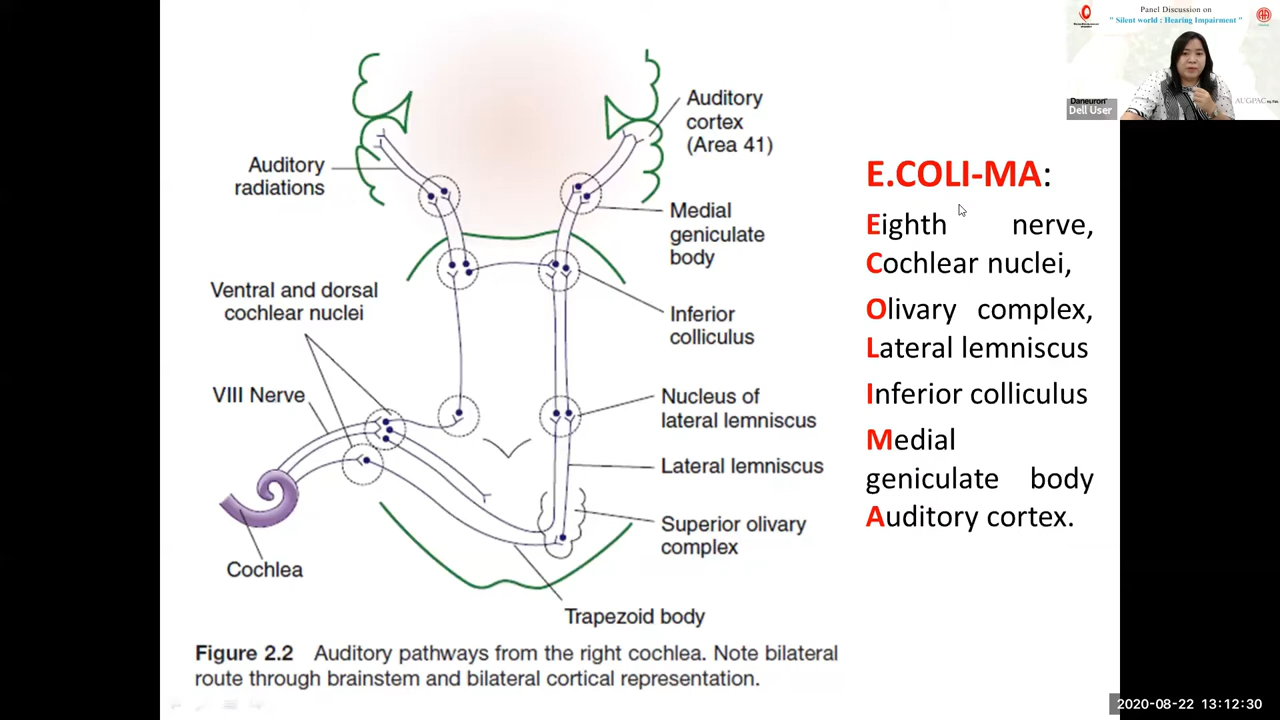 Panel Discussion on
" Silent world : Hearing Impairment "
Daneuron
Dell User
AUGPAC
Auditory
cortex
(Area 41)
Auditory
radiations
Medial
geniculate
body
Ventral and dorsal
cochlear nuclei
Inferior
colliculus
VIII Nerve
Nucleus of
lateral lemniscus
Lateral lemniscus
Superior olivary
complex
Cochlea
Trapezoid body
Figure 2.2 Auditory pathways from the right cochlea. Note bilateral
route through brainstem and bilateral cortical representation.
E.COLI-MA:
Eighth nerve,
Cochlear nuclei,
Olivary complex,
Lateral lemniscus
Inferior colliculus
Medial
geniculate body
Auditory cortex.
2020-08-22 13:12:30